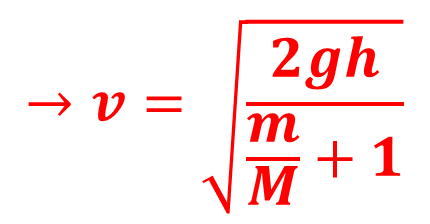 → v = √((2gh)/(m/M + 1))